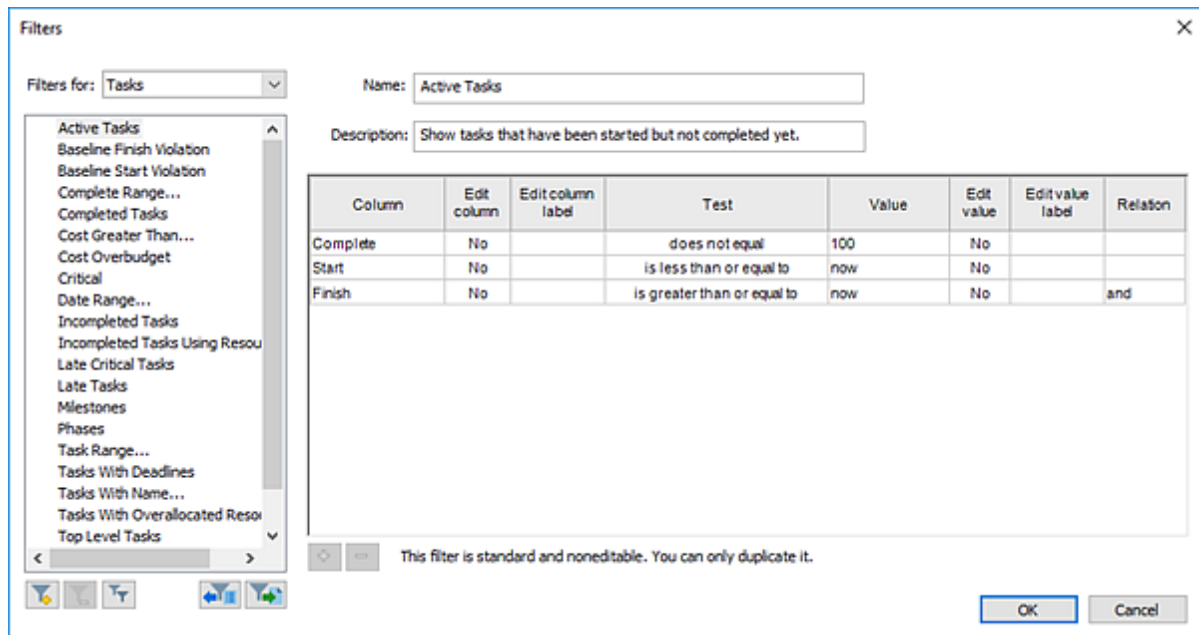 Filters
Filters for: Tasks
Active Tasks
Baseline Finish Violation
Baseline Start Violation
Complete Range...
Completed Tasks
Cost Greater Than...
Cost Overbudget
Critical
Date Range...
Incompleted Tasks
Incompleted Tasks Using Resou
Late Critical Tasks
Late Tasks
Milestones
Phases
Task Range...
Tasks With Deadlines
Tasks With Name...
Tasks With Overallocated Resou
Top Level Tasks
Name: Active Tasks
Description: Show tasks that have been started but not completed yet.
Column Edit column Edit column label Test Value Edit value Edit value label Relation
Complete No does not equal 100 No
Start No is less than or equal to now No
Finish No is greater than or equal to now No and
This filter is standard and noneditable. You can only duplicate it.
OK Cancel